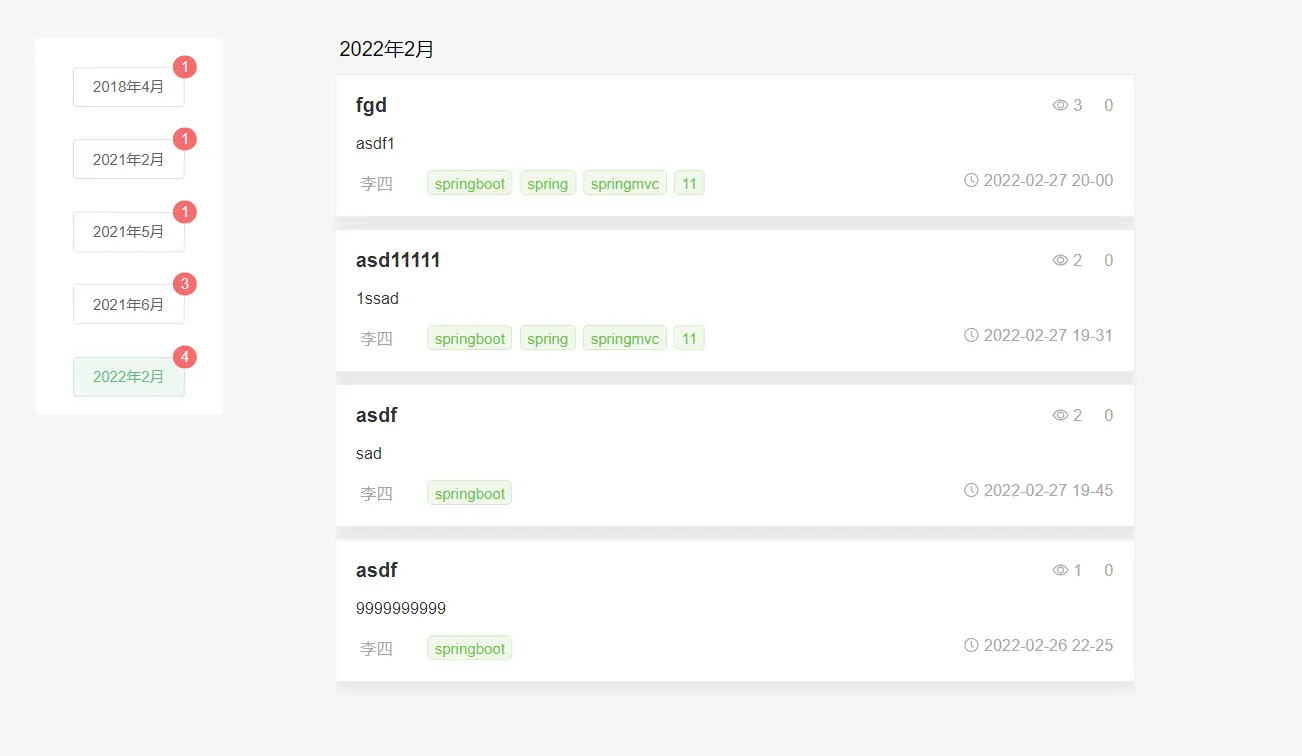 2018年4月 1
2021年2月 1
2021年5月 1
2021年6月 3
2022年2月 4
2022年2月
fgd 3 0
asdf1
李四 springboot spring springmvc 11 2022-02-27 20-00
asd11111 2 0
1ssad
李四 springboot spring springmvc 11 2022-02-27 19-31
asdf 2 0
sad
李四 springboot 2022-02-27 19-45
asdf 1 0
9999999999
李四 springboot 2022-02-26 22-25